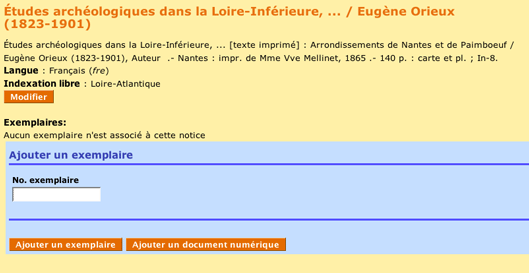 Études archéologiques dans la Loire-Inférieure, ... / Eugène Orieux
(1823-1901)
Études archéologiques dans la Loire-Inférieure, ... [texte imprimé] : Arrondissements de Nantes et de Paimboeuf /
Eugène Orieux (1823-1901), Auteur .- Nantes : impr. de Mme Vve Mellinet, 1865 .- 140 p. : carte et pl. ; In-8.
Langue : Français (fre)
Indexation libre : Loire-Atlantique
Modifier
Exemplaires:
Aucun exemplaire n'est associé à cette notice
Ajouter un exemplaire
No. exemplaire
Ajouter un exemplaire Ajouter un document numérique